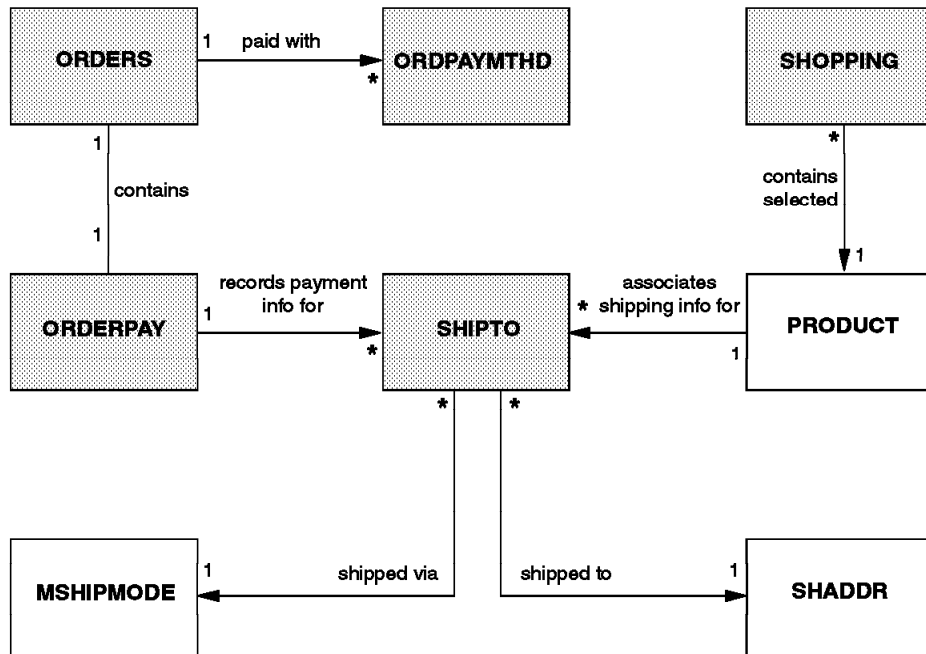 ORDERS
1
paid with
*
ORDPAYMTHD
SHOPPING
1
contains
1
*
contains
selected
1
ORDERPAY
1
records payment
info for
*
SHIPTO
*
associates
shipping info for
1
PRODUCT
*
*
MSHIPMODE
1
shipped via
shipped to
1
SHADDR